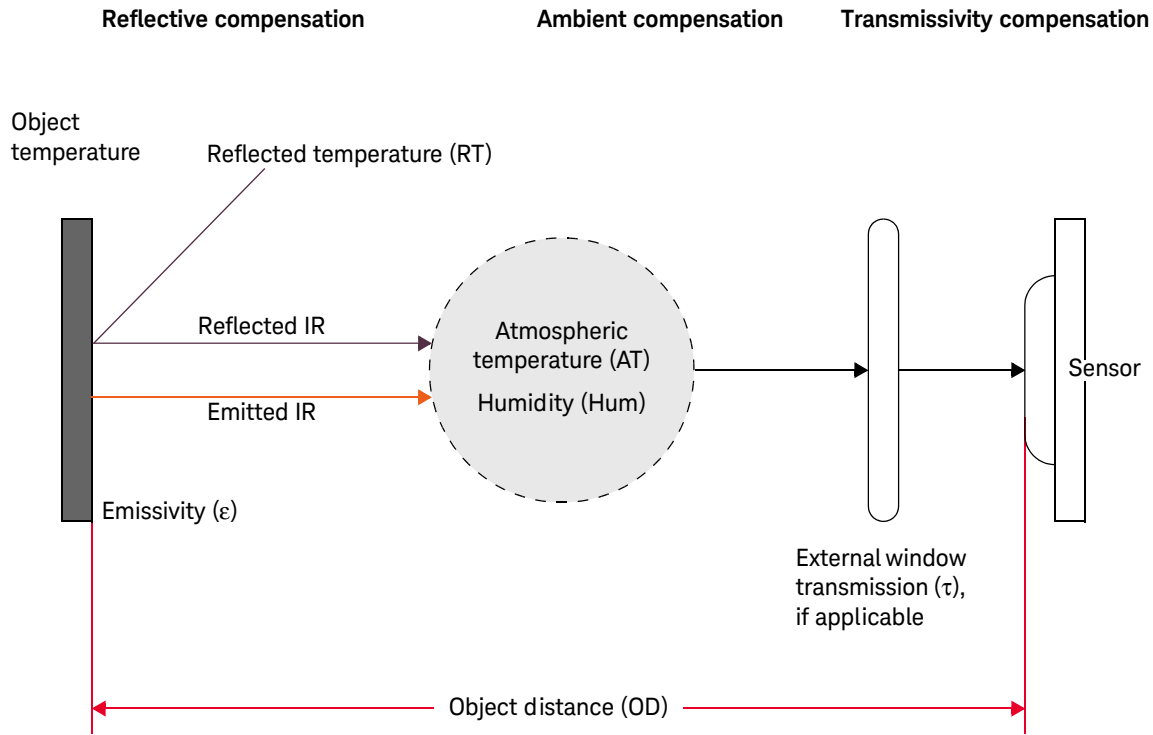 Reflective compensation
Ambient compensation
Transmissivity compensation
Object
temperature
Reflected temperature (RT)
Reflected IR
Emitted IR
Emissivity (ε)
Atmospheric
temperature (AT)
Humidity (Hum)
Sensor
External window
transmission (τ),
if applicable
Object distance (OD)